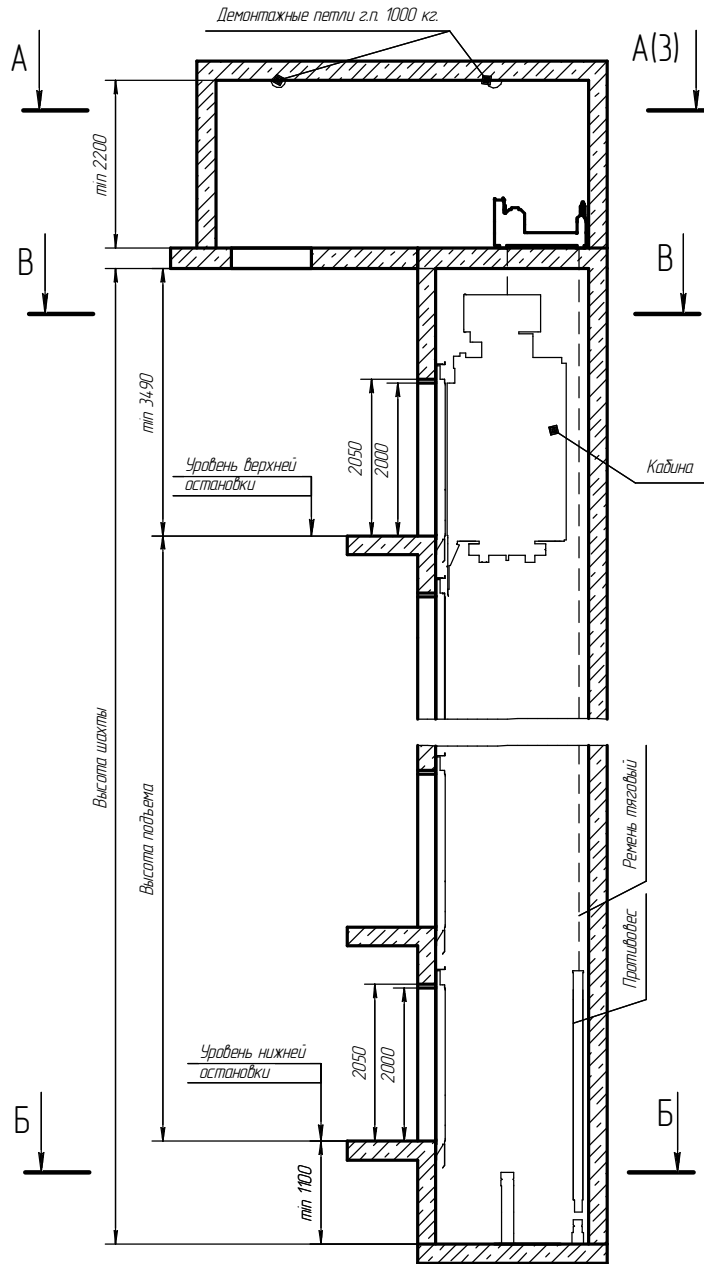 Демонтажные петли г.п. 1000 кг.
А
А(3)
min 2200
В
В
min 3490
2050
2000
Кабина
Уровень верхней
остановки
Высота шахты
Высота подъема
Ремень тяговый
Противовес
2050
2000
Уровень нижней
остановки
Б
Б
min 1100